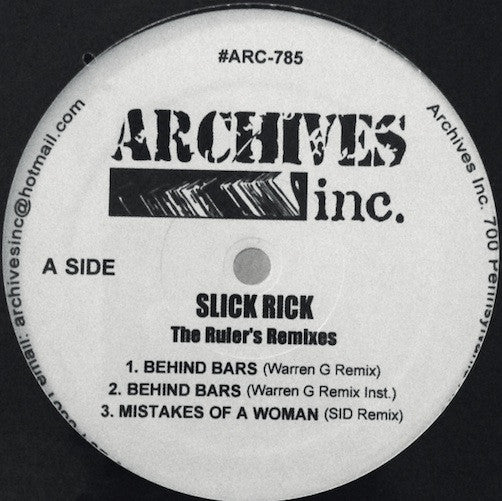 #ARC-785
ARCHIVES
inc.
A SIDE
SLICK RICK
The Ruler's Remixes
1. BEHIND BARS (Warren G Remix)
2. BEHIND BARS (Warren G Remix Inst.)
3. MISTAKES OF A WOMAN (SID Remix)
email: archivesinc@hotmail.com
Archives Inc. 700